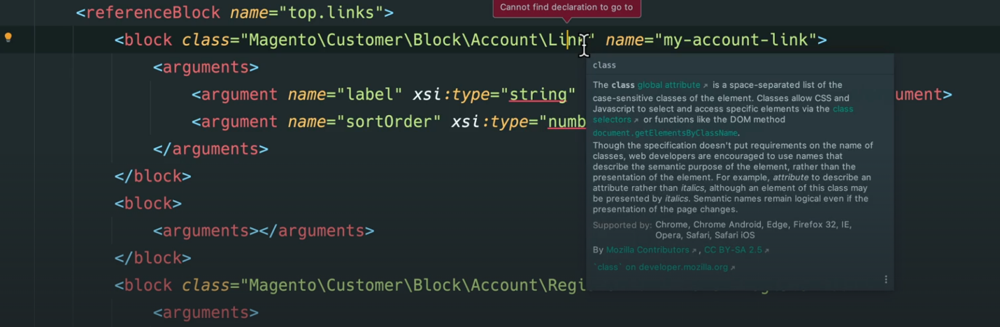 Cannot find declaration to go to
<referenceBlock name="top.links">
<block class="Magento\Customer\Block\Account\Link" name="my-account-link">
<arguments>
<argument name="label" xsi:type="string" ument>
<argument name="sortOrder" xsi:type="numb
</arguments>
</block>
<block>
<arguments></arguments>
</block>
<block class="Magento\Customer\Block\Account\Regi
<arguments>
class
The class global attribute ↗ is a space-separated list of the
case-sensitive classes of the element. Classes allow CSS and
Javascript to select and access specific elements via the class
selectors ↗ or functions like the DOM method
document.getElementsByClassName.
Though the specification doesn't put requirements on the name of
classes, web developers are encouraged to use names that
describe the semantic purpose of the element, rather than the
presentation of the element. For example, attribute to describe an
attribute rather than italics, although an element of this class may
be presented by italics. Semantic names remain logical even if the
presentation of the page changes.
Supported by: Chrome, Chrome Android, Edge, Firefox 32, IE,
Opera, Safari, Safari iOS
By Mozilla Contributors ↗, CC BY-SA 2.5 ↗
`class` on developer.mozilla.org ↗